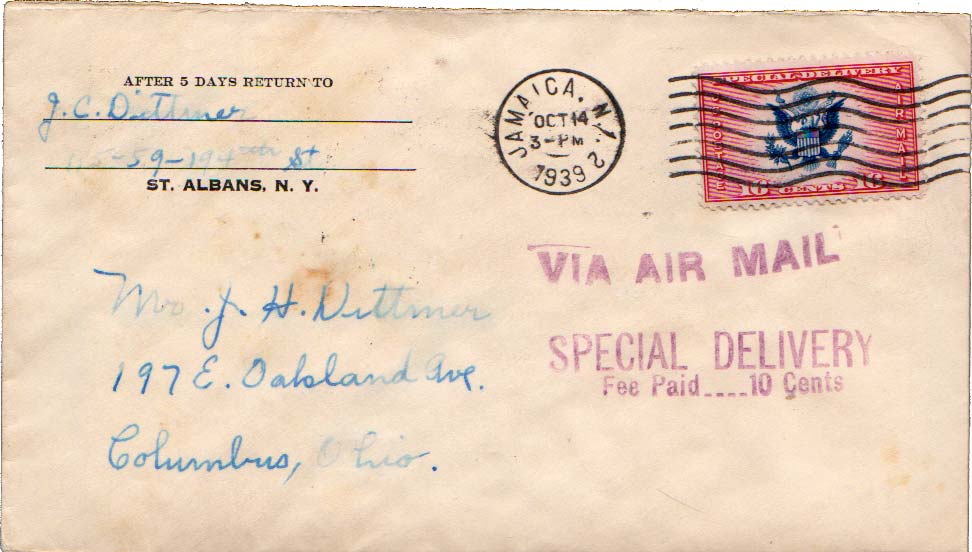 AFTER 5 DAYS RETURN TO
J. C. Dittmer
-59-194th St
ST. ALBANS, N. Y.
JAMAICA, N.Y. 2
OCT 14
3-PM
1939
SPECIAL DELIVERY
U.S. POSTAGE
AIR MAIL
16 CENTS 16
VIA AIR MAIL
SPECIAL DELIVERY
Fee Paid....10 Cents
Mrs. J. H. Dittmer
197 E. Oakland Ave.
Columbus, Ohio.